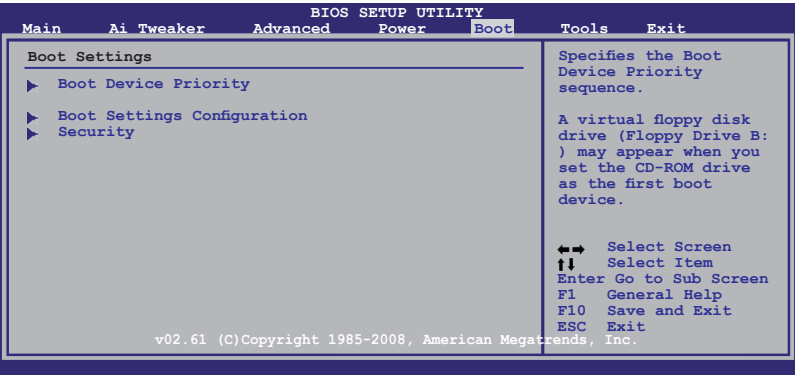 BIOS SETUP UTILITY
Main Ai Tweaker Advanced Power Boot Tools Exit
Boot Settings
Boot Device Priority
Boot Settings Configuration
Security
Specifies the Boot
Device Priority
sequence.
A virtual floppy disk
drive (Floppy Drive B:
) may appear when you
set the CD-ROM drive
as the first boot
device.
←→ Select Screen
↑↓ Select Item
Enter Go to Sub Screen
F1 General Help
F10 Save and Exit
ESC Exit
v02.61 (C)Copyright 1985-2008, American Megatrends, Inc.